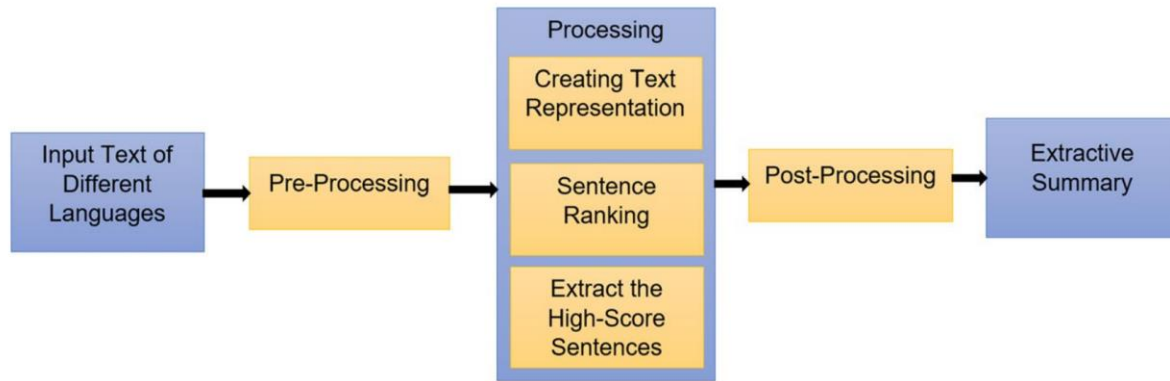 Input Text of
Different
Languages
Pre-Processing
Processing
Creating Text
Representation
Sentence
Ranking
Extract the
High-Score
Sentences
Post-Processing
Extractive
Summary